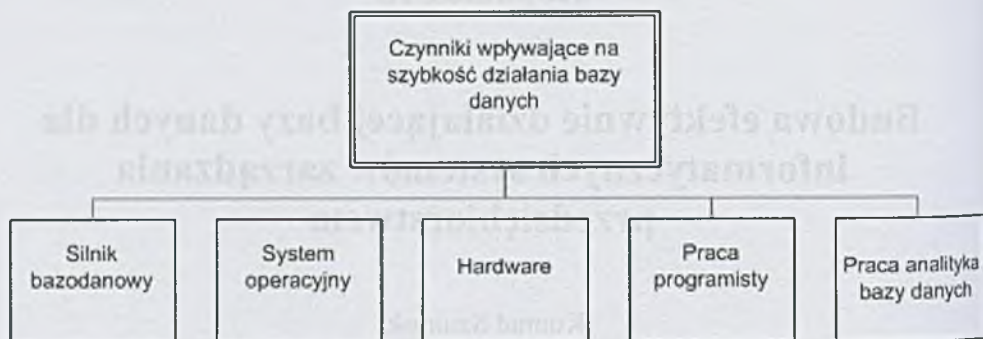 Czynniki wpływające na
szybkość działania bazy
danych
Silnik
bazodanowy
System
operacyjny
Hardware
Praca
programisty
Praca analityka
bazy danych